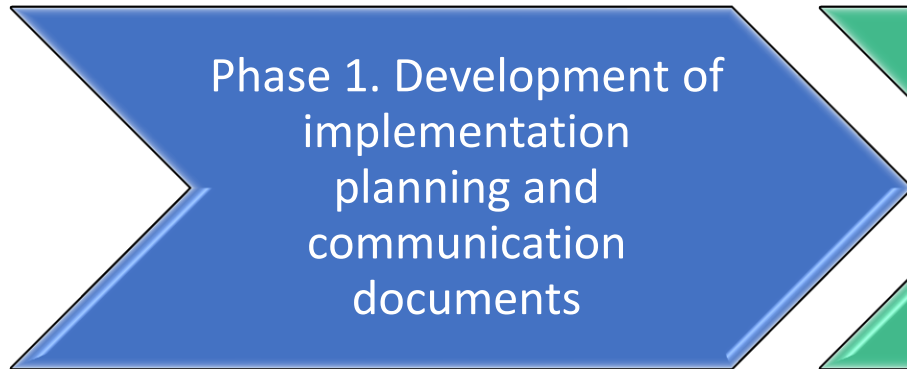 Phase 1. Development of
implementation
planning and
communication
documents